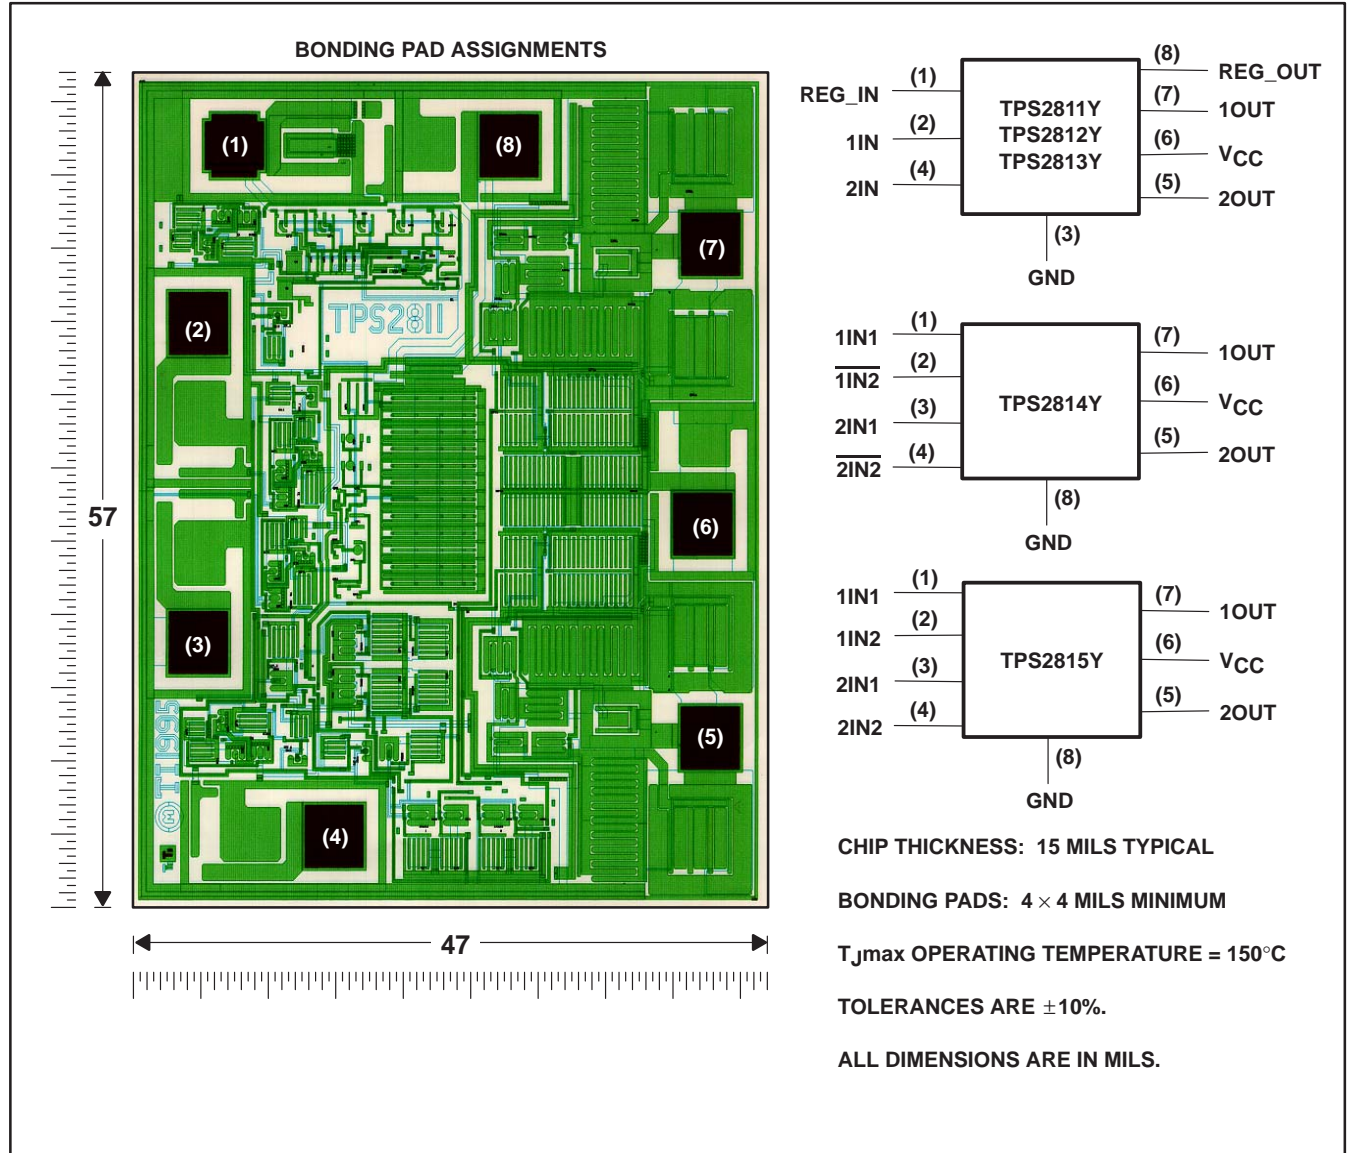 BONDING PAD ASSIGNMENTS
(1)
(8)
(7)
(2)
TPS2811
(6)
(3)
(5)
(4)
TI 1995
M
57
47
REG_IN (1)
1IN (2)
2IN (4)
TPS2811Y
TPS2812Y
TPS2813Y
(8) REG_OUT
(7) 1OUT
(6) VCC
(5) 2OUT
(3)
GND
1IN1 (1)
1IN2 (2)
2IN1 (3)
2IN2 (4)
TPS2814Y
(7) 1OUT
(6) VCC
(5) 2OUT
(8)
GND
1IN1 (1)
1IN2 (2)
2IN1 (3)
2IN2 (4)
TPS2815Y
(7) 1OUT
(6) VCC
(5) 2OUT
(8)
GND
CHIP THICKNESS: 15 MILS TYPICAL
BONDING PADS: 4 × 4 MILS MINIMUM
TJmax OPERATING TEMPERATURE = 150°C
TOLERANCES ARE ±10%.
ALL DIMENSIONS ARE IN MILS.